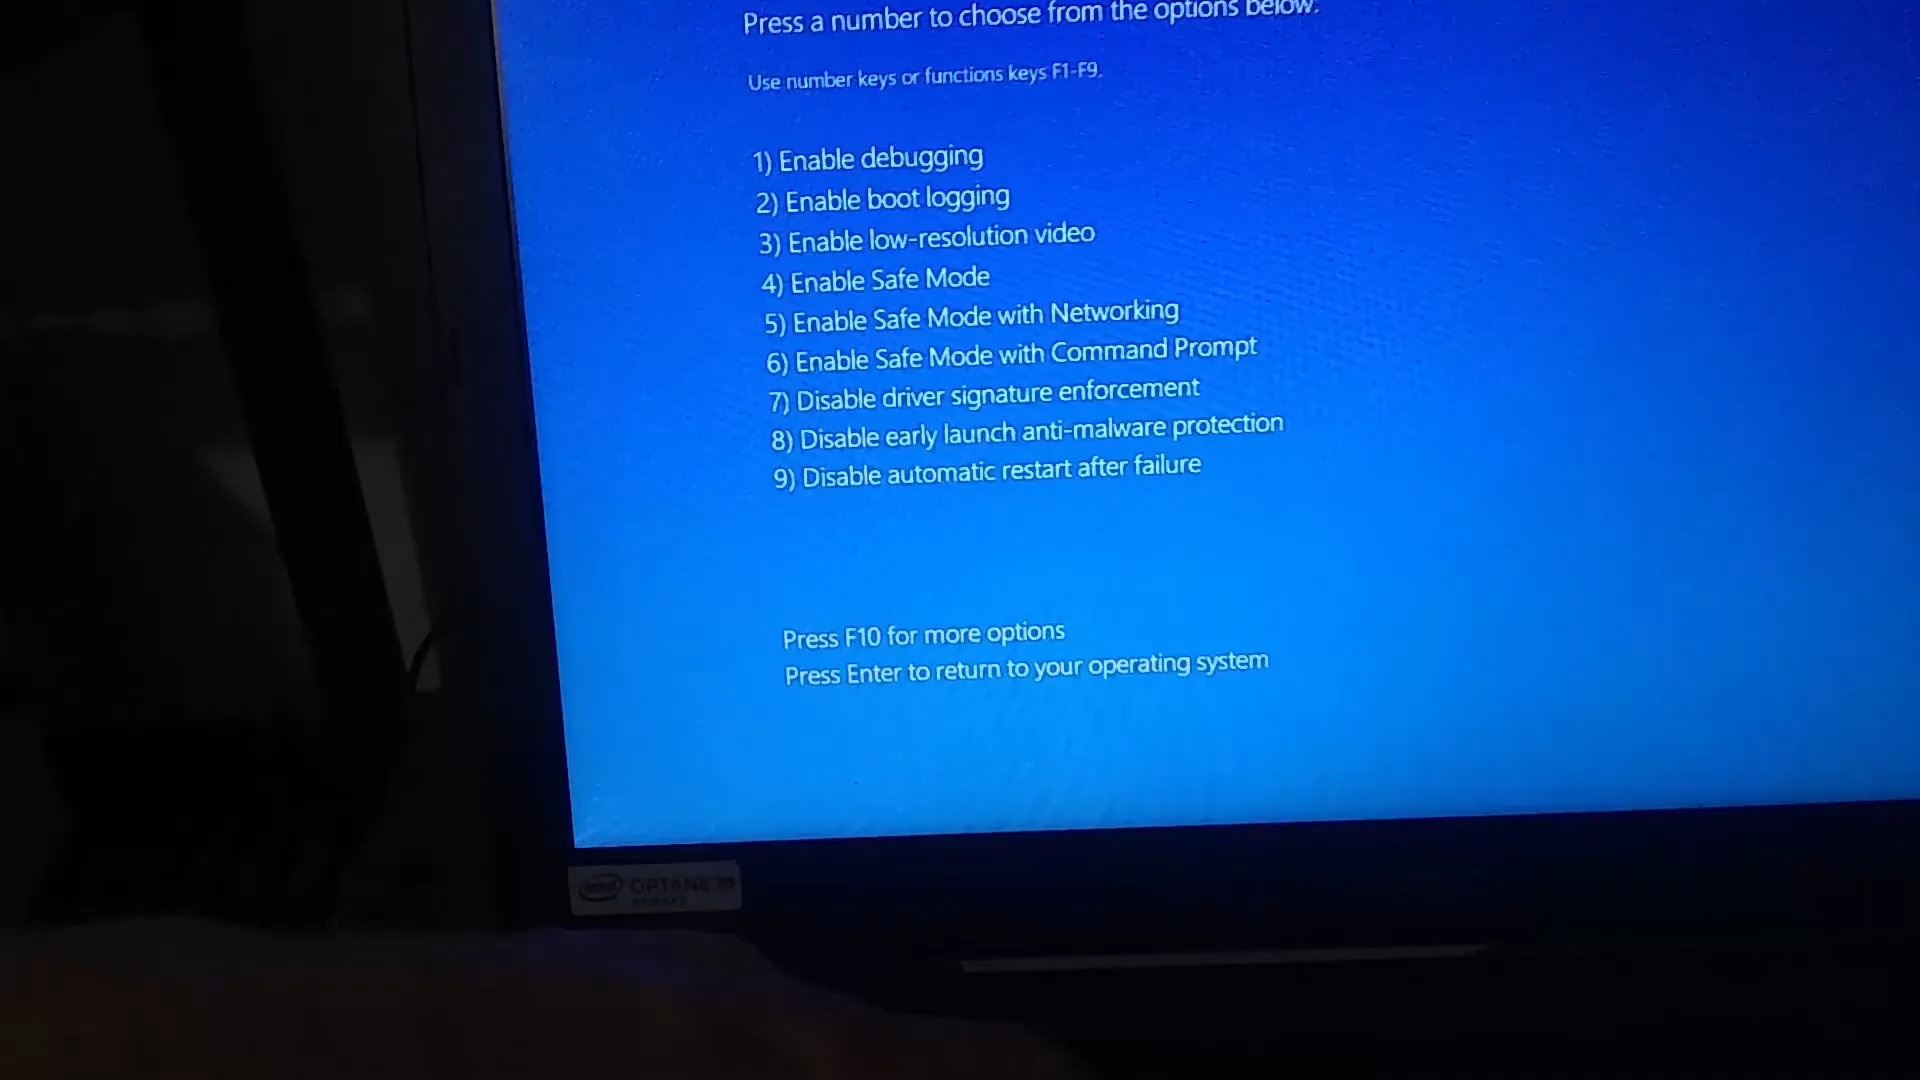 Press a number to choose from the options below:
Use number keys or functions keys F1-F9.
1) Enable debugging
2) Enable boot logging
3) Enable low-resolution video
4) Enable Safe Mode
5) Enable Safe Mode with Networking
6) Enable Safe Mode with Command Prompt
7) Disable driver signature enforcement
8) Disable early launch anti-malware protection
9) Disable automatic restart after failure
Press F10 for more options
Press Enter to return to your operating system
OPTANE